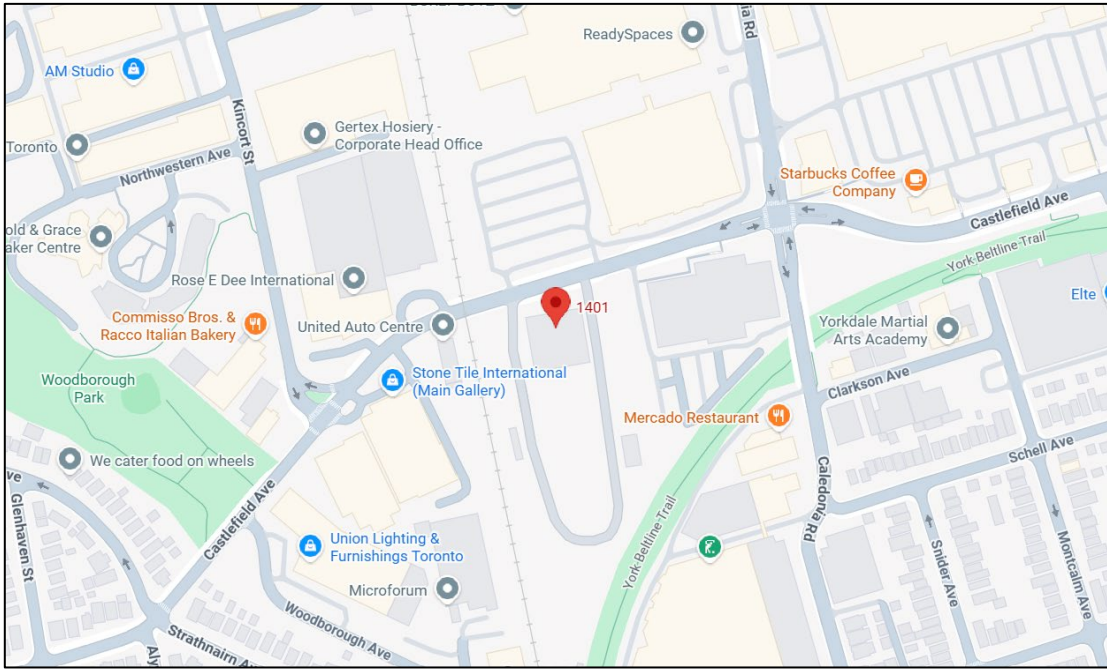 ReadySpaces
AM Studio
Kincort St
Gertex Hosiery -
Corporate Head Office
Toronto
Northwestern Ave
Starbucks Coffee
Company
Castlefield Ave
old & Grace
aker Centre
York Beltline Trail
Rose E Dee International
1401
Elte
Commisso Bros. &
Racco Italian Bakery
United Auto Centre
Yorkdale Martial
Arts Academy
Stone Tile International
(Main Gallery)
Woodborough
Park
Clarkson Ave
Mercado Restaurant
We cater food on wheels
Schell Ave
Caledonia Rd
Glenhaven St
Castlefield Ave
Union Lighting &
Furnishings Toronto
York Beltline Trail
Snider Ave
Montcalm Ave
Microforum
Woodborough Ave
Strathnairn